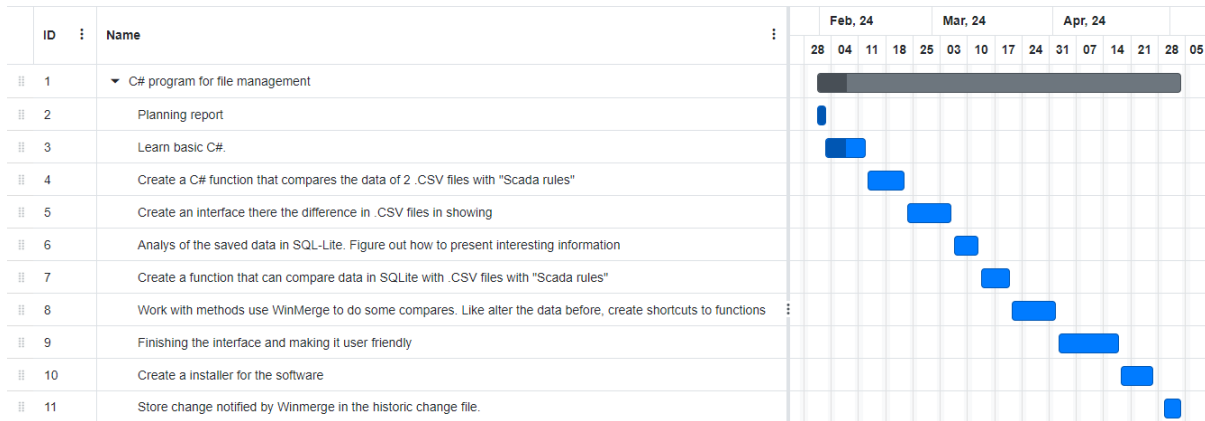 ID Name
Feb, 24 Mar, 24 Apr, 24
28 04 11 18 25 03 10 17 24 31 07 14 21 28 05
1 C# program for file management
2 Planning report
3 Learn basic C#.
4 Create a C# function that compares the data of 2 .CSV files with "Scada rules"
5 Create an interface there the difference in .CSV files in showing
6 Analys of the saved data in SQL-Lite. Figure out how to present interesting information
7 Create a function that can compare data in SQLite with .CSV files with "Scada rules"
8 Work with methods use WinMerge to do some compares. Like alter the data before, create shortcuts to functions
9 Finishing the interface and making it user friendly
10 Create a installer for the software
11 Store change notified by Winmerge in the historic change file.